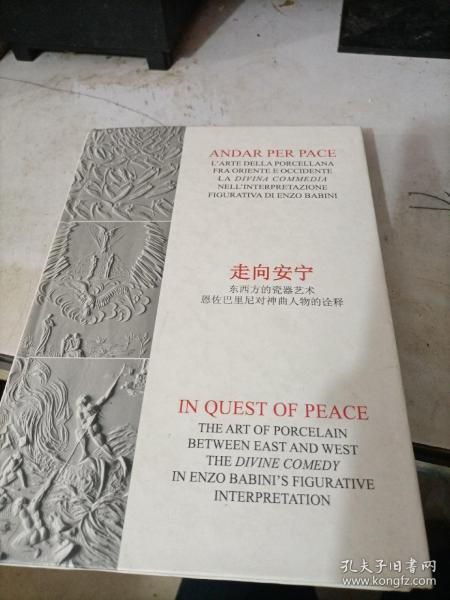 ANDAR PER PACE
L'ARTE DELLA PORCELLANA
FRA ORIENTE E OCCIDENTE
LA DIVINA COMMEDIA
NELL'INTERPRETAZIONE
FIGURATIVA DI ENZO BABINI
走向安宁
东西方的瓷器艺术
恩佐巴里尼对神曲人物的诠释
IN QUEST OF PEACE
THE ART OF PORCELAIN
BETWEEN EAST AND WEST
THE DIVINE COMEDY
IN ENZO BABINI'S FIGURATIVE
INTERPRETATION
孔夫子旧书网
www.kongfz.com